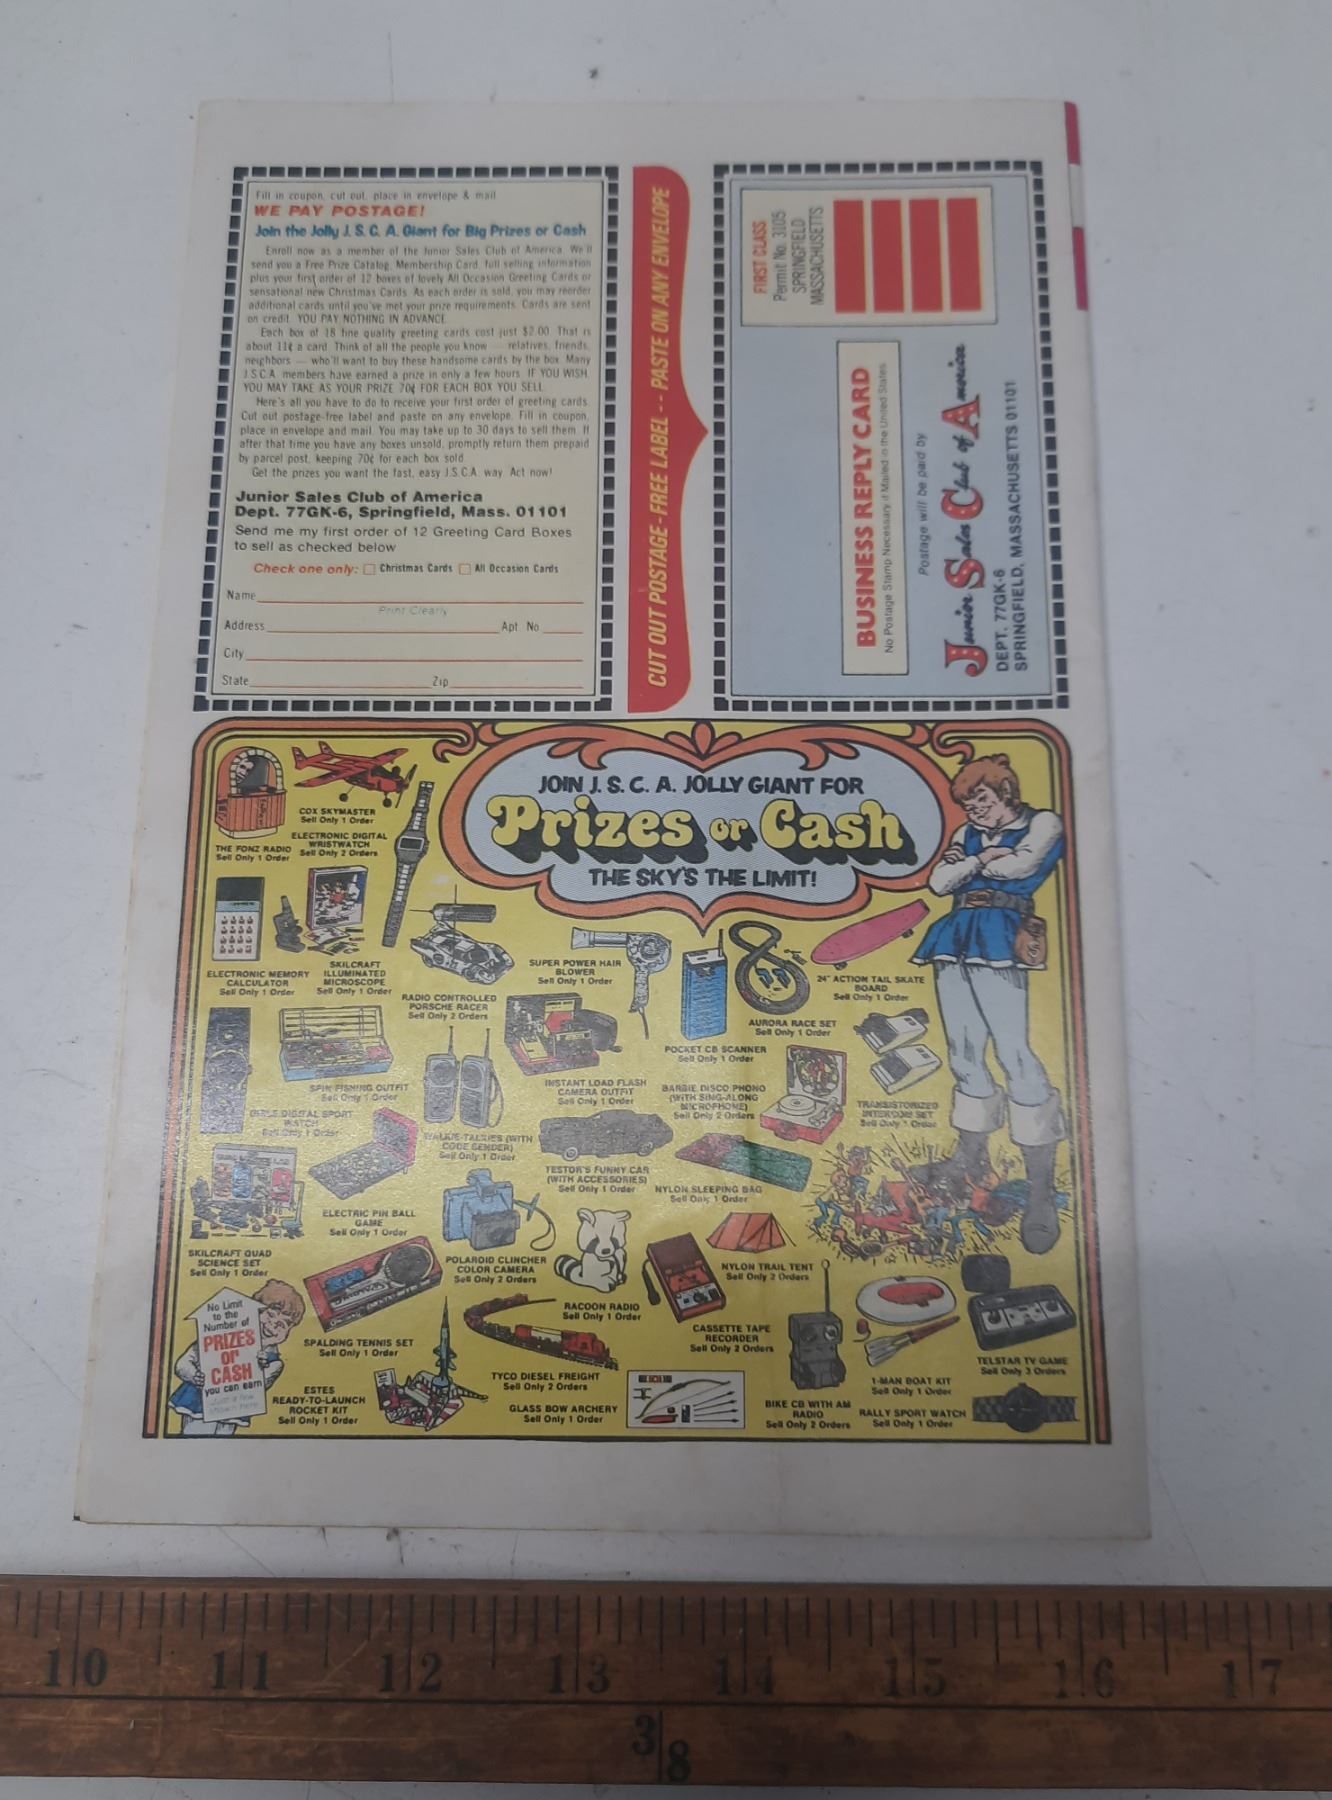 Fill in coupon, cut out, place in envelope & mail
WE PAY POSTAGE!
Join the Jolly J. S. C. A. Giant for Big Prizes or Cash
Enroll now as a member of the Junior Sales Club of America. We'll
send you a Free Prize Catalog, Membership Card, full selling information
plus your first order of 12 boxes of lovely All Occasion Greeting Cards or
sensational new Christmas Cards. As each order is sold, you may reorder
additional cards until you've met your prize requirements. Cards are sent
on credit. YOU PAY NOTHING IN ADVANCE.
Each box of 18 fine quality greeting cards cost just $2.00. That is
about 11¢ a card. Think of all the people you know — relatives, friends,
neighbors — who'll want to buy these handsome cards by the box. Many
J.S.C.A. members have earned a prize in only a few hours. IF YOU WISH,
YOU MAY TAKE AS YOUR PRIZE 70¢ FOR EACH BOX YOU SELL.
Here's all you have to do to receive your first order of greeting cards.
Cut out postage-free label and paste on any envelope. Fill in coupon,
place in envelope and mail. You may take up to 30 days to sell them. If
after that time you have any boxes unsold, promptly return them prepaid
by parcel post, keeping 70¢ for each box sold.
Get the prizes you want the fast, easy J.S.C.A. way. Act now!
Junior Sales Club of America
Dept. 77GK-6, Springfield, Mass. 01101
Send me my first order of 12 Greeting Card Boxes
to sell as checked below
Check one only: Christmas Cards All Occasion Cards
Name
Print Clearly
Address Apt No
City
State Zip
CUT OUT POSTAGE-FREE LABEL -- PASTE ON ANY ENVELOPE
FIRST CLASS
Permit No. 3105
SPRINGFIELD
MASSACHUSETTS
BUSINESS REPLY CARD
No Postage Stamp Necessary if Mailed in the United States
Postage will be paid by
Junior Sales Club of America
DEPT. 77GK-6
SPRINGFIELD, MASSACHUSETTS 01101
JOIN J. S. C. A. JOLLY GIANT FOR
Prizes or Cash
THE SKY'S THE LIMIT!
THE FONZ RADIO
Sell Only 1 Order
COX SKYMASTER
Sell Only 1 Order
ELECTRONIC DIGITAL
WRISTWATCH
Sell Only 2 Orders
ELECTRONIC MEMORY
CALCULATOR
Sell Only 1 Order
SKILCRAFT
ILLUMINATED
MICROSCOPE
Sell Only 1 Order
RADIO CONTROLLED
PORSCHE RACER
Sell Only 2 Orders
SUPER POWER HAIR
BLOWER
Sell Only 1 Order
POCKET CB SCANNER
Sell Only 1 Order
AURORA RACE SET
Sell Only 1 Order
24" ACTION TAIL SKATE
BOARD
Sell Only 1 Order
GIRLS DIGITAL SPORT
WATCH
Sell Only 1 Order
SPIN FISHING OUTFIT
Sell Only 1 Order
WALKIE-TALKIES (WITH
CODE SENDER)
Sell Only 1 Order
INSTANT LOAD FLASH
CAMERA OUTFIT
Sell Only 1 Order
BARBIE DISCO PHONO
(WITH SING-ALONG
MICROPHONE)
Sell Only 2 Orders
TRANSISTORIZED
INTERCOM SET
Sell Only 1 Order
SKILCRAFT QUAD
SCIENCE SET
Sell Only 1 Order
ELECTRIC PIN BALL
GAME
Sell Only 1 Order
POLAROID CLINCHER
COLOR CAMERA
Sell Only 2 Orders
TESTOR'S FUNNY CAR
(WITH ACCESSORIES)
Sell Only 1 Order
NYLON SLEEPING BAG
Sell Only 1 Order
RACOON RADIO
Sell Only 1 Order
NYLON TRAIL TENT
Sell Only 2 Orders
No Limit
to the
Number of
PRIZES
or
CASH
you can earn
Just a few
shown here
SPALDING TENNIS SET
Sell Only 1 Order
ESTES
READY-TO-LAUNCH
ROCKET KIT
Sell Only 1 Order
TYCO DIESEL FREIGHT
Sell Only 2 Orders
GLASS BOW ARCHERY
Sell Only 1 Order
CASSETTE TAPE
RECORDER
Sell Only 2 Orders
BIKE CB WITH AM
RADIO
Sell Only 2 Orders
1-MAN BOAT KIT
Sell Only 1 Order
TELSTAR TV GAME
Sell Only 3 Orders
RALLY SPORT WATCH
Sell Only 1 Order
10 11 12 13 14 15 16 17
3 8